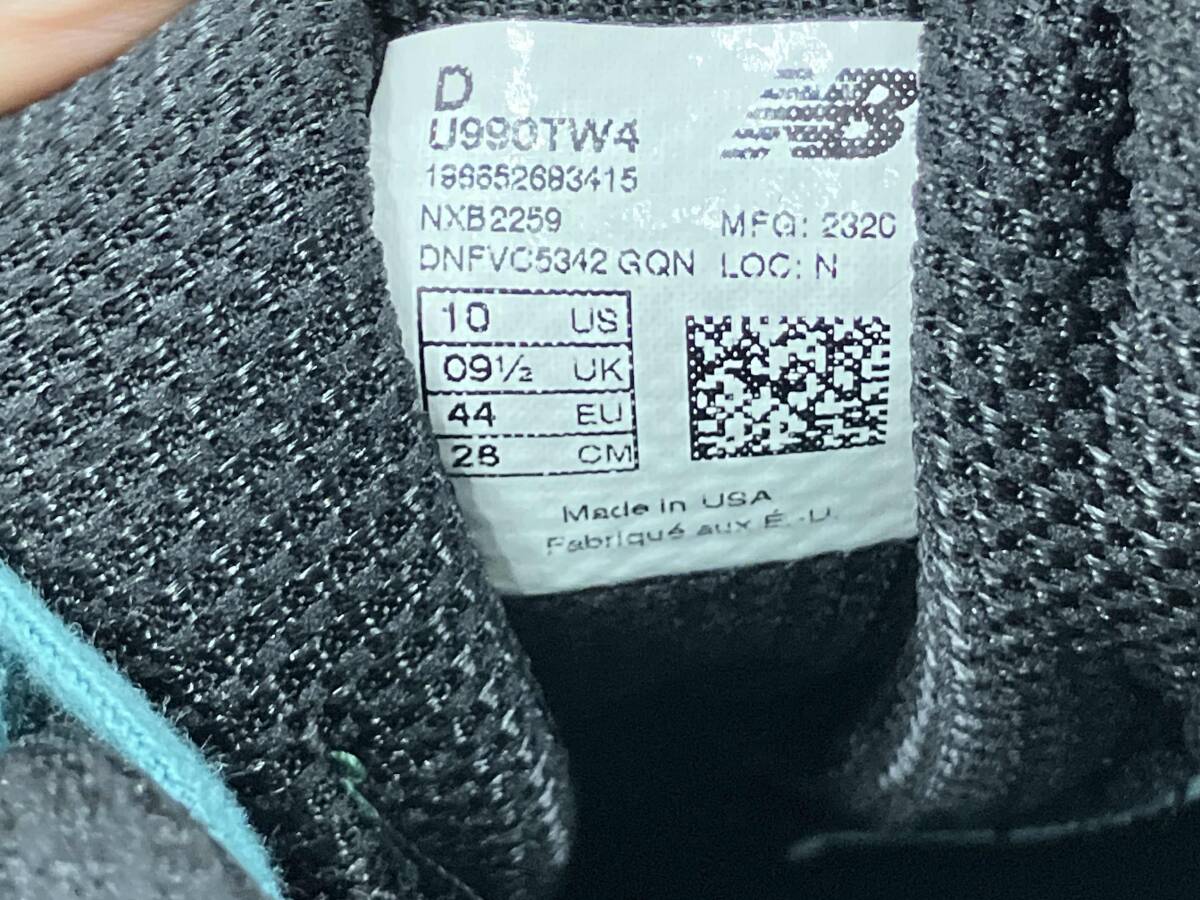 D
NB
U990TW4
196652683415
NXB2259
MFG: 2320
DNFVC5342 GQN
LOC: N
10 US
09½ UK
44 EU
28 CM
Made in USA
Fabriqué aux É.-U.